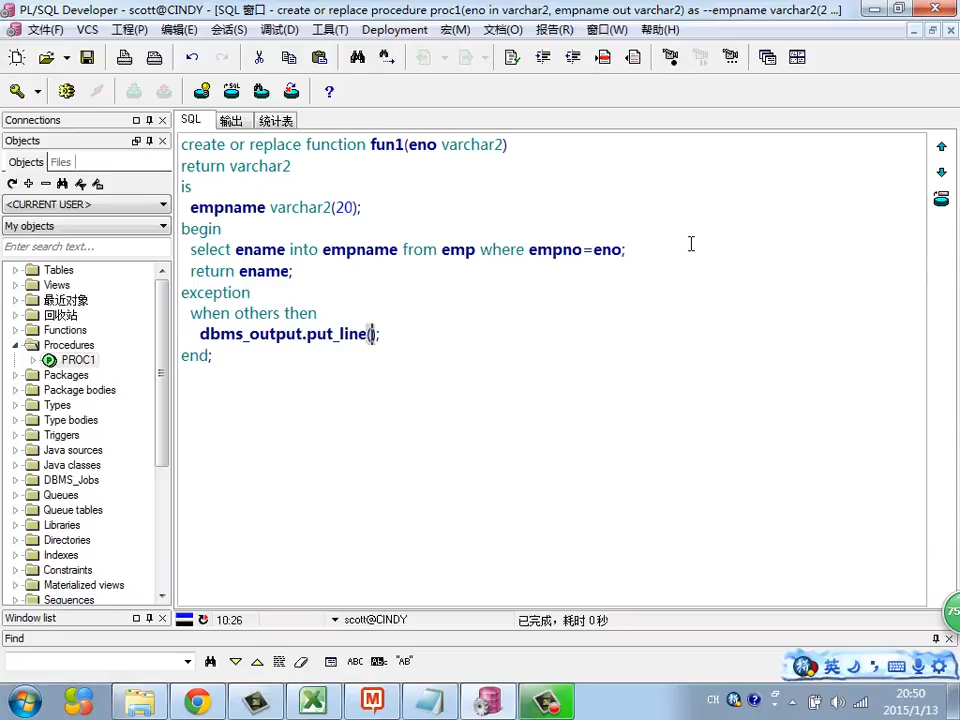 PL/SQL Developer - scott@CINDY - [SQL 窗口 - create or replace procedure proc1(eno in varchar2, empname out varchar2) as --empname varchar2(2 ...]
文件(F) VCS 工程(P) 编辑(E) 会话(S) 调试(D) 工具(T) Deployment 宏(M) 文档(O) 报告(R) 窗口(W) 帮助(H)
SQL
?
Connections
SQL 输出 统计表
Objects
Objects Files
<CURRENT USER>
My objects
Enter search text...
Tables
Views
最近对象
回收站
Functions
Procedures
PROC1
Packages
Package bodies
Types
Type bodies
Triggers
Java sources
Java classes
DBMS_Jobs
Queues
Queue tables
Libraries
Directories
Indexes
Constraints
Materialized views
Sequences
create or replace function fun1(eno varchar2)
return varchar2
is
empname varchar2(20);
begin
select ename into empname from emp where empno=eno;
return ename;
exception
when others then
dbms_output.put_line();
end;
75
Window list
10:26 scott@CINDY 已完成，耗时 0秒
Find
ABC ABc "AB"
英
CH
20:50
2015/1/13